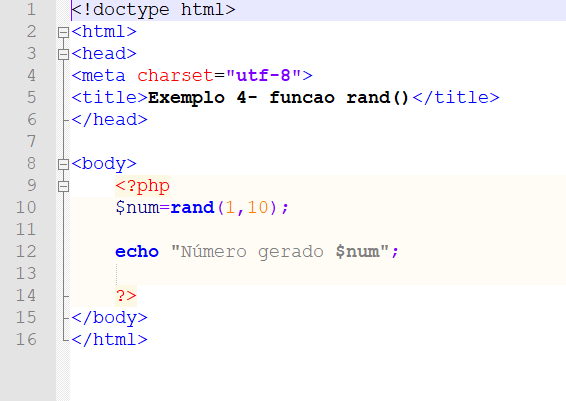 1 <!doctype html>
2 <html>
3 <head>
4 <meta charset="utf-8">
5 <title>Exemplo 4- funcao rand()</title>
6 </head>
7
8 <body>
9 <?php
10 $num=rand(1,10);
11
12 echo "Número gerado $num";
13
14 ?>
15 </body>
16 </html>